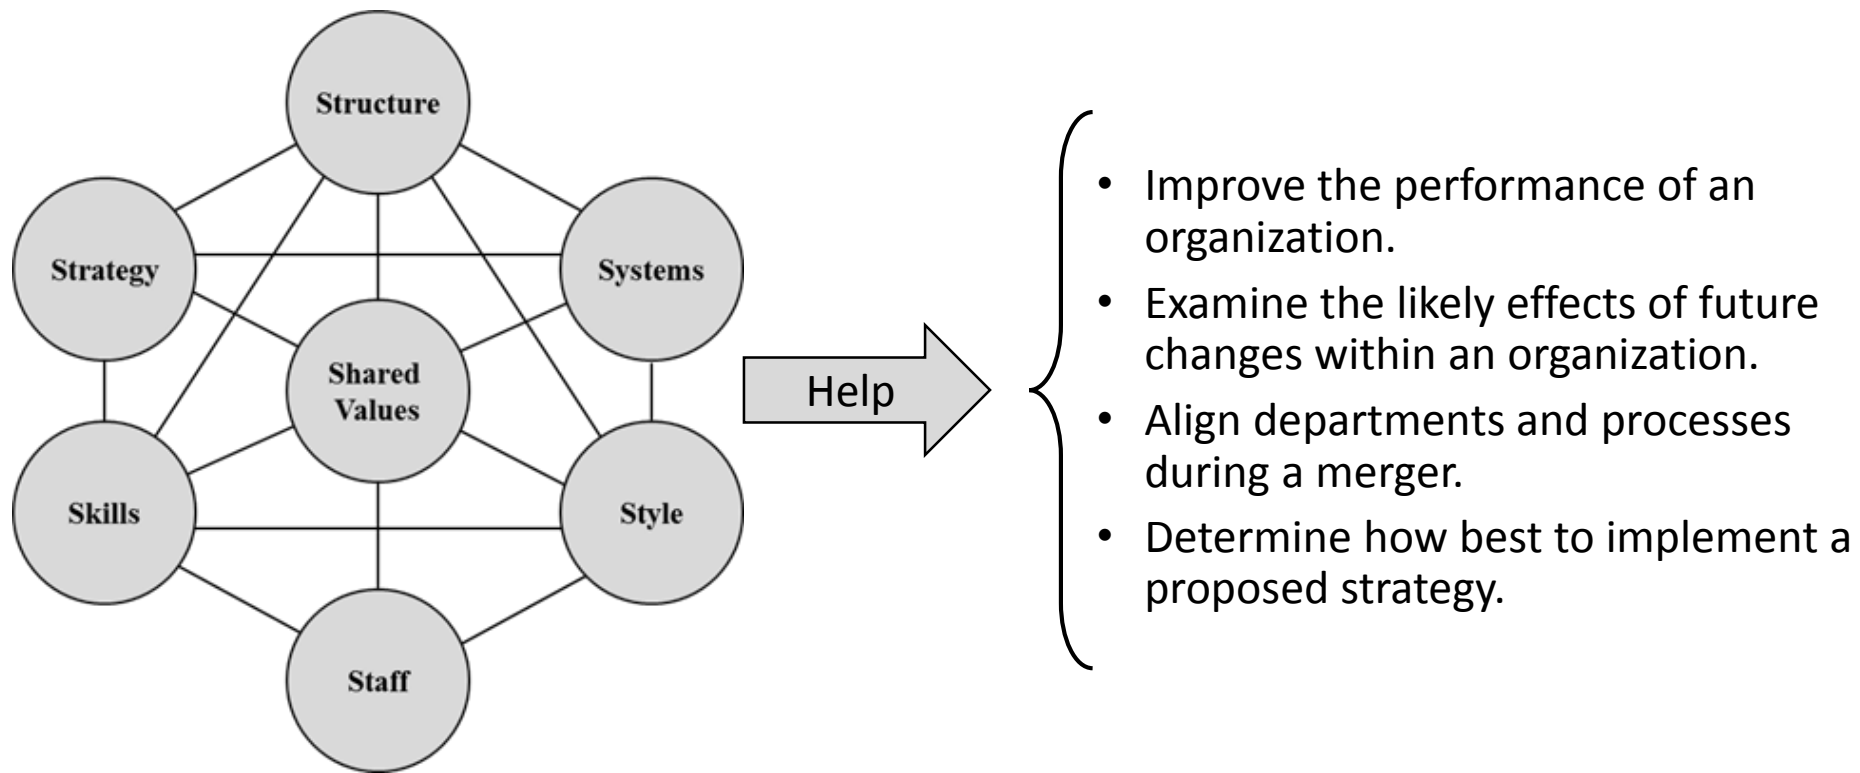 Structure
Strategy
Systems
Shared
Values
Skills
Style
Staff
Help
• Improve the performance of an
organization.
• Examine the likely effects of future
changes within an organization.
• Align departments and processes
during a merger.
• Determine how best to implement a
proposed strategy.